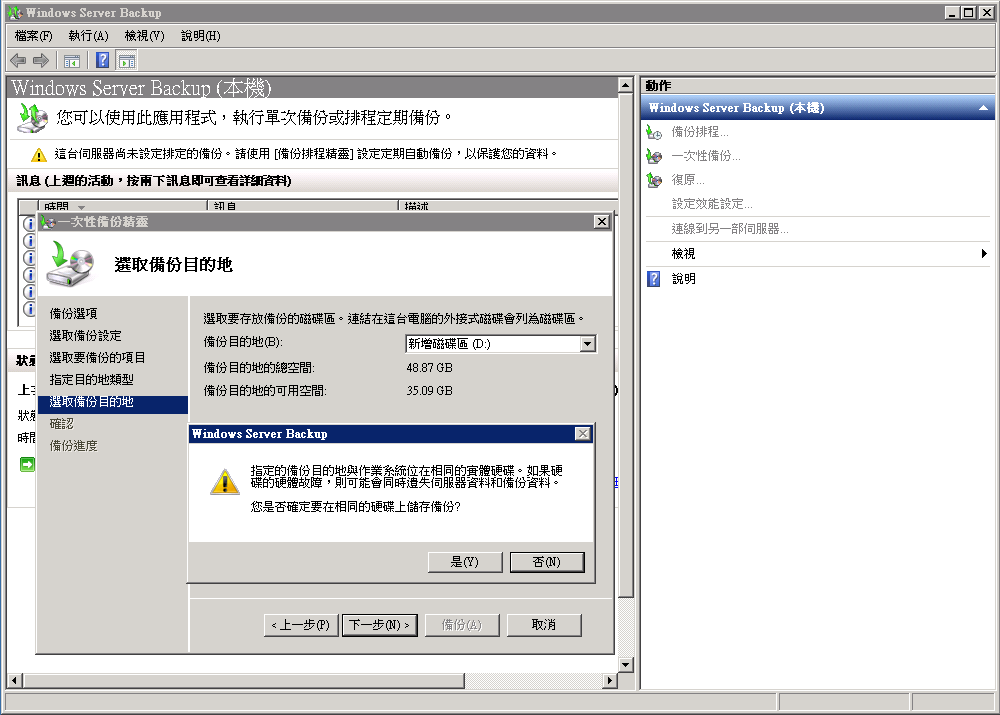 Windows Server Backup
檔案(F) 執行(A) 檢視(V) 說明(H)
Windows Server Backup (本機)
您可以使用此應用程式，執行單次備份或排程定期備份。
這台伺服器尚未設定排定的備份。請使用 [備份排程精靈] 設定定期自動備份，以保護您的資料。
訊息 (上週的活動，按兩下訊息即可查看詳細資料)
時間 訊息 描述
一次性備份精靈
選取備份目的地
備份選項
選取備份設定
選取要備份的項目
指定目的地類型
選取備份目的地
確認
備份進度
選取要存放備份的磁碟區。連結在這台電腦的外接式磁碟會列為磁碟區。
備份目的地(B): 新增磁碟區 (D:)
備份目的地的總空間: 48.87 GB
備份目的地的可用空間: 35.09 GB
Windows Server Backup
指定的備份目的地與作業系統位在相同的實體硬碟。如果硬
碟的硬體故障，則可能會同時遺失伺服器資料和備份資料。
您是否確定要在相同的硬碟上儲存備份?
是(Y) 否(N)
< 上一步(P) 下一步(N) > 備份(A) 取消
狀
上
狀態
時間
動作
Windows Server Backup (本機)
備份排程...
一次性備份...
復原...
設定效能設定...
連線到另一部伺服器...
檢視
說明